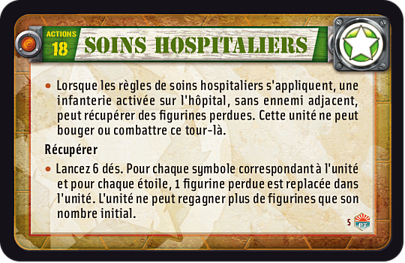 ACTIONS
18
SOINS HOSPITALIERS
• Lorsque les règles de soins hospitaliers s'appliquent, une
infanterie activée sur l'hôpital, sans ennemi adjacent,
peut récupérer des figurines perdues. Cette unité ne peut
bouger ou combattre ce tour-là.
Récupérer
• Lancez 6 dés. Pour chaque symbole correspondant à l'unité
et pour chaque étoile, 1 figurine perdue est replacée dans
l'unité. L'unité ne peut regagner plus de figurines que son
nombre initial.
5